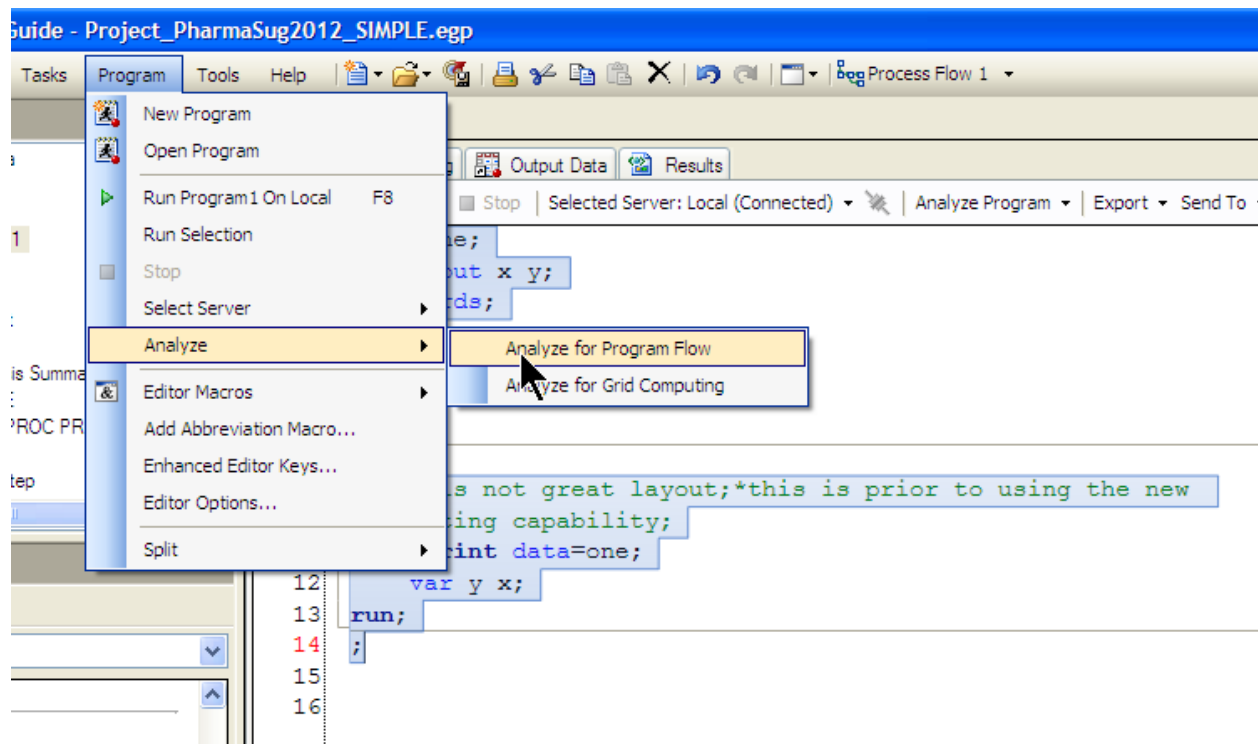 Guide - Project_PharmaSug2012_SIMPLE.egp
Tasks Program Tools Help Process Flow 1
New Program
Open Program
Output Data Results
Run Program1 On Local F8
Stop Selected Server: Local (Connected) Analyze Program Export Send To
Run Selection
1
Stop
put x y;
Select Server
Analyze
Analyze for Program Flow
Analyze for Grid Computing
is Summa
Editor Macros
PROC PR
Add Abbreviation Macro...
Enhanced Editor Keys...
tep
Editor Options...
is not great layout;*this is prior to using the new
ting capability;
Split
rint data=one;
12 var y x;
13 run;
14 ;
15
16